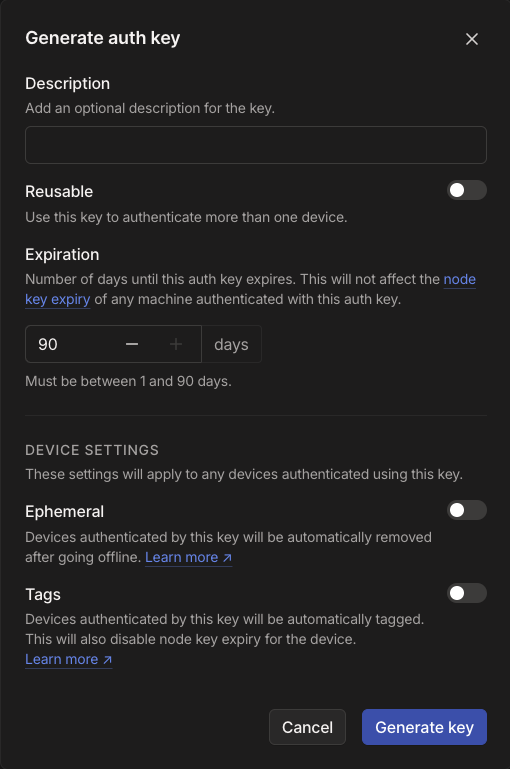 Generate auth key
Description
Add an optional description for the key.
Reusable
Use this key to authenticate more than one device.
Expiration
Number of days until this auth key expires. This will not affect the node
key expiry of any machine authenticated with this auth key.
90 days
Must be between 1 and 90 days.
DEVICE SETTINGS
These settings will apply to any devices authenticated using this key.
Ephemeral
Devices authenticated by this key will be automatically removed
after going offline. Learn more ↗
Tags
Devices authenticated by this key will be automatically tagged.
This will also disable node key expiry for the device.
Learn more ↗
Cancel Generate key